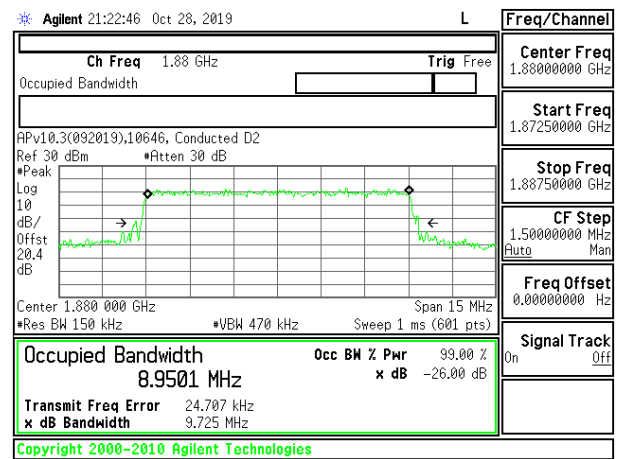 Agilent 21:22:46 Oct 28, 2019 L Freq/Channel
Ch Freq 1.88 GHz Trig Free
Occupied Bandwidth
Center Freq
1.88000000 GHz
Start Freq
1.87250000 GHz
APv10.3(092019),10646, Conducted D2
Ref 30 dBm #Atten 30 dB
#Peak
Log
10
dB/
Offst
20.4
dB
Stop Freq
1.88750000 GHz
CF Step
1.50000000 MHz
Auto Man
Freq Offset
0.00000000 Hz
Center 1.880 000 GHz Span 15 MHz
#Res BW 150 kHz #VBW 470 kHz Sweep 1 ms (601 pts)
Signal Track
On Off
Occupied Bandwidth Occ BW % Pwr 99.00 %
8.9501 MHz x dB -26.00 dB
Transmit Freq Error 24.707 kHz
x dB Bandwidth 9.725 MHz
Copyright 2000-2010 Agilent Technologies